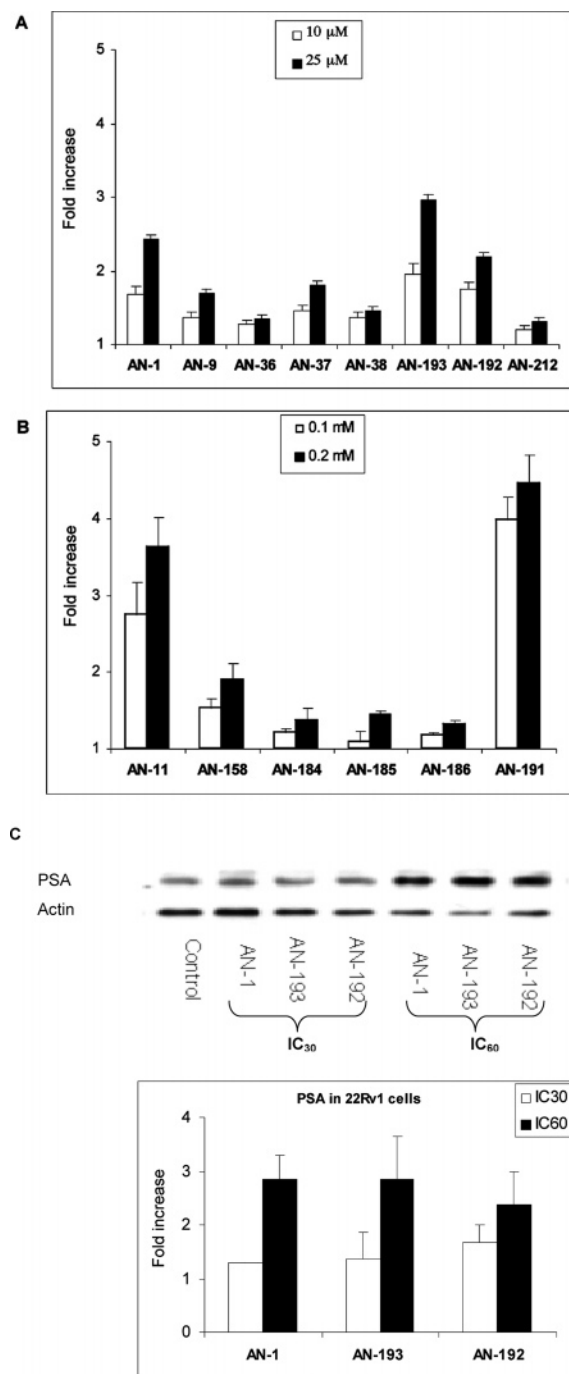 A
10 µM
25 µM
Fold increase
5
4
3
2
1
AN-1 AN-9 AN-36 AN-37 AN-38 AN-193 AN-192 AN-212
B
0.1 mM
0.2 mM
Fold increase
5
4
3
2
1
AN-11 AN-158 AN-184 AN-185 AN-186 AN-191
C
PSA
Actin
Control AN-1 AN-193 AN-192 AN-1 AN-193 AN-192
IC30 IC60
PSA in 22Rv1 cells
IC30
IC60
Fold increase
4
3
2
1
0
AN-1 AN-193 AN-192